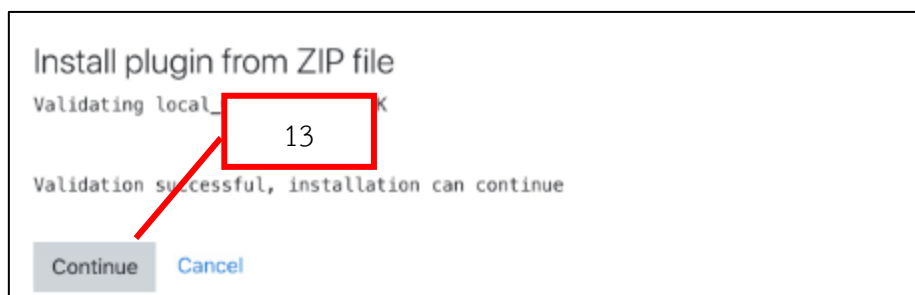 Install plugin from ZIP file
Validating local_
13
Validation successful, installation can continue
Continue Cancel